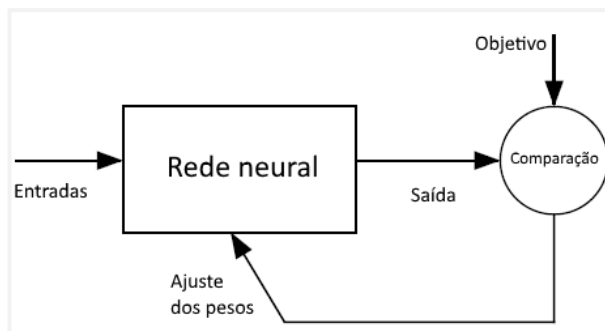 Objetivo
Rede neural
Comparação
Entradas
Saída
Ajuste
dos pesos